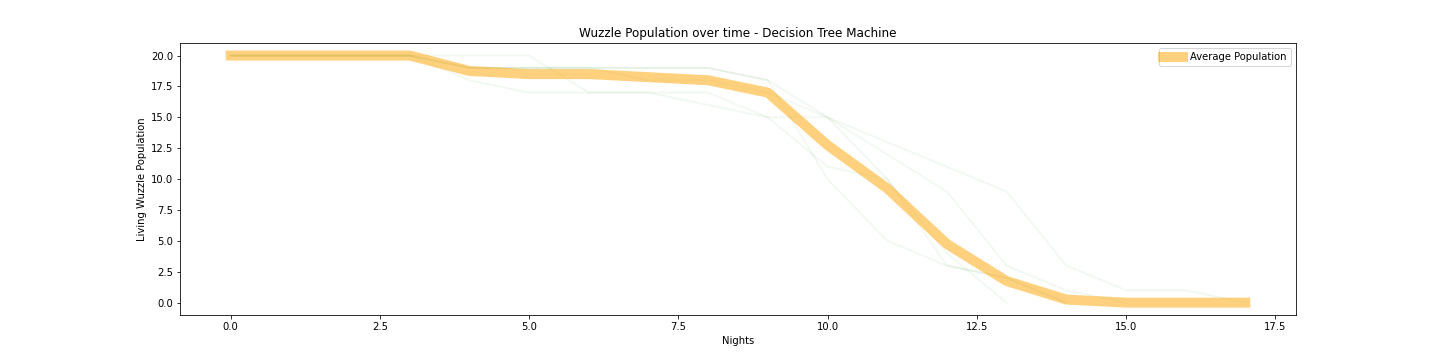 Wuzzle Population over time - Decision Tree Machine
Average Population
Living Wuzzle Population
20.0
17.5
15.0
12.5
10.0
7.5
5.0
2.5
0.0
0.0 2.5 5.0 7.5 10.0 12.5 15.0 17.5
Nights